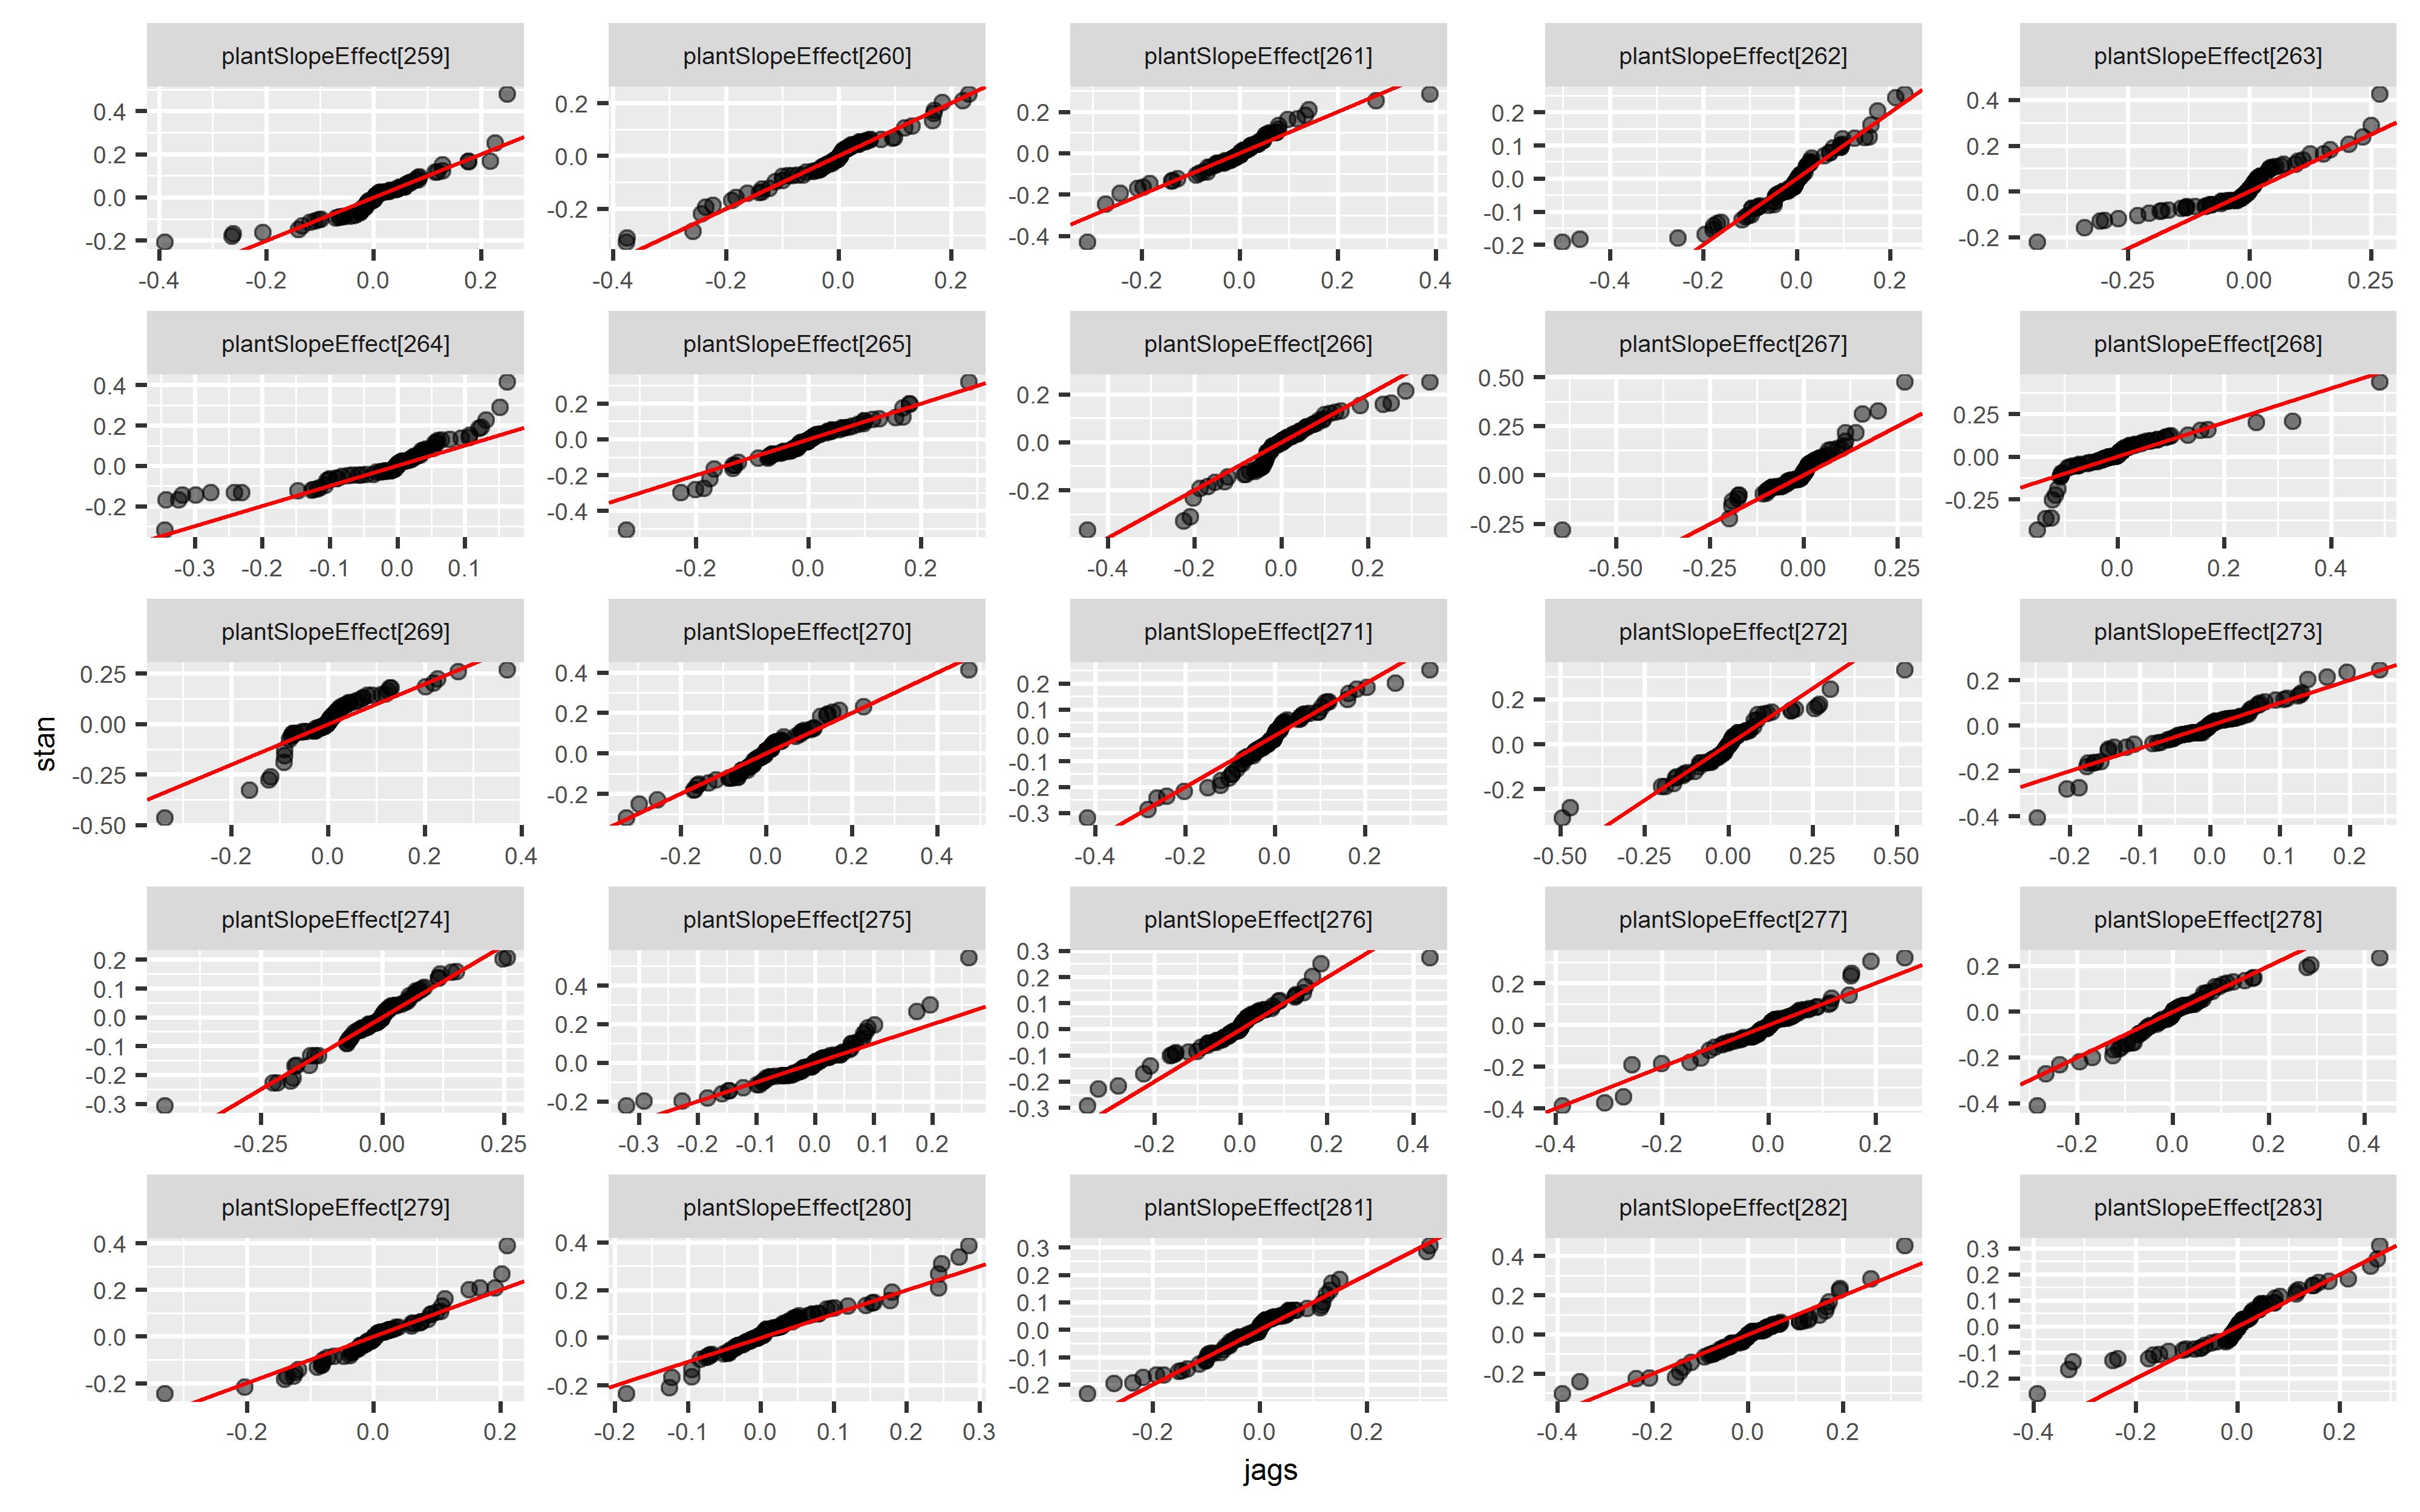 plantSlopeEffect[259] plantSlopeEffect[260] plantSlopeEffect[261] plantSlopeEffect[262] plantSlopeEffect[263]
0.4 0.2 0.0 -0.2
0.2 0.0 -0.2
0.2 0.0 -0.2 -0.4
0.2 0.1 0.0 -0.1 -0.2
0.4 0.2 0.0 -0.2
-0.4 -0.2 0.0 0.2
-0.4 -0.2 0.0 0.2
-0.2 0.0 0.2 0.4
-0.4 -0.2 0.0 0.2
-0.25 0.00 0.25
plantSlopeEffect[264] plantSlopeEffect[265] plantSlopeEffect[266] plantSlopeEffect[267] plantSlopeEffect[268]
0.4 0.2 0.0 -0.2
0.2 0.0 -0.2 -0.4
0.2 0.0 -0.2
0.50 0.25 0.00 -0.25
0.25 0.00 -0.25
-0.3 -0.2 -0.1 0.0 0.1
-0.2 0.0 0.2
-0.4 -0.2 0.0 0.2
-0.50 -0.25 0.00 0.25
0.0 0.2 0.4
plantSlopeEffect[269] plantSlopeEffect[270] plantSlopeEffect[271] plantSlopeEffect[272] plantSlopeEffect[273]
0.25 0.00 -0.25 -0.50
0.4 0.2 0.0 -0.2
0.2 0.1 0.0 -0.1 -0.2 -0.3
0.2 0.0 -0.2
0.2 0.0 -0.2 -0.4
-0.2 0.0 0.2 0.4
-0.2 0.0 0.2 0.4
-0.4 -0.2 0.0 0.2
-0.50 -0.25 0.00 0.25 0.50
-0.2 -0.1 0.0 0.1 0.2
stan
plantSlopeEffect[274] plantSlopeEffect[275] plantSlopeEffect[276] plantSlopeEffect[277] plantSlopeEffect[278]
0.2 0.1 0.0 -0.1 -0.2 -0.3
0.4 0.2 0.0 -0.2
0.3 0.2 0.1 0.0 -0.1 -0.2 -0.3
0.2 0.0 -0.2 -0.4
0.2 0.0 -0.2 -0.4
-0.25 0.00 0.25
-0.3 -0.2 -0.1 0.0 0.1 0.2
-0.2 0.0 0.2 0.4
-0.4 -0.2 0.0 0.2
-0.2 0.0 0.2 0.4
plantSlopeEffect[279] plantSlopeEffect[280] plantSlopeEffect[281] plantSlopeEffect[282] plantSlopeEffect[283]
0.4 0.2 0.0 -0.2
0.4 0.2 0.0 -0.2
0.3 0.2 0.1 0.0 -0.1 -0.2
0.4 0.2 0.0 -0.2
0.3 0.2 0.1 0.0 -0.1 -0.2
-0.2 0.0 0.2
-0.2 -0.1 0.0 0.1 0.2 0.3
-0.2 0.0 0.2
-0.4 -0.2 0.0 0.2
-0.4 -0.2 0.0 0.2
jags